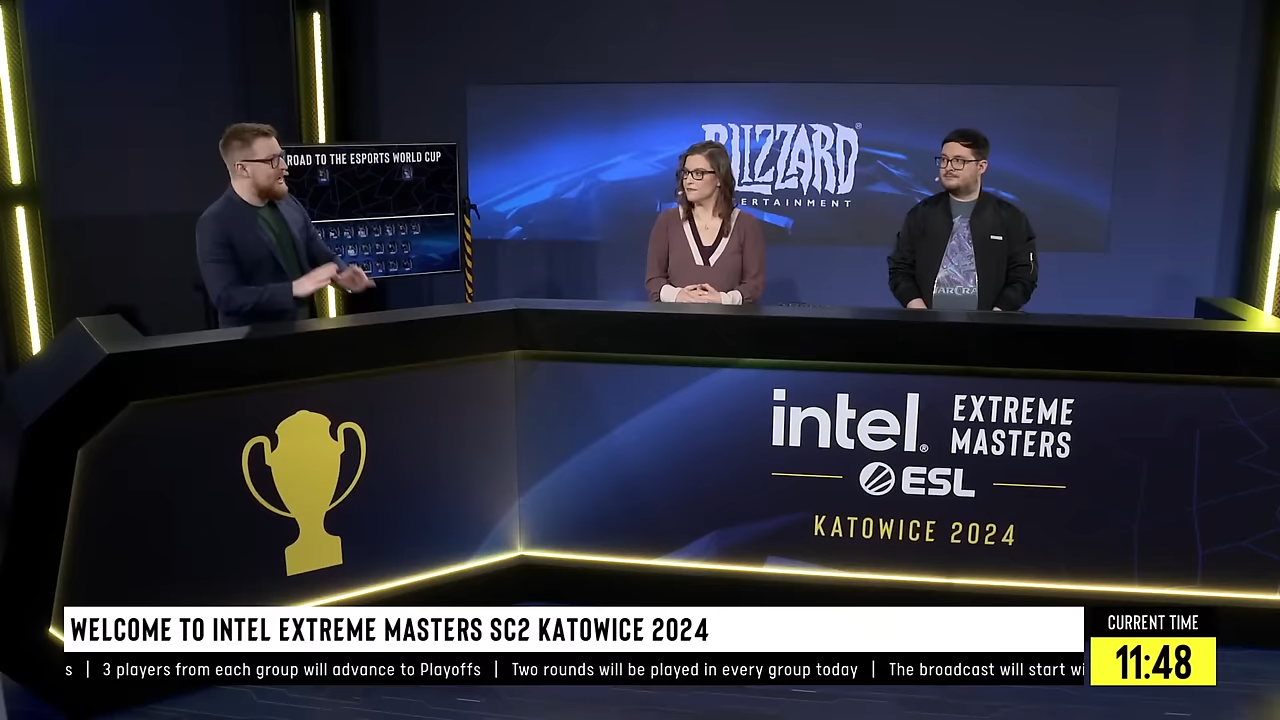 ROAD TO THE ESPORTS WORLD CUP
BLIZZARD
ERTAINMENT
intel
EXTREME
MASTERS
ESL
KATOWICE 2024
WELCOME TO INTEL EXTREME MASTERS SC2 KATOWICE 2024
CURRENT TIME
11:48
s | 3 players from each group will advance to Playoffs | Two rounds will be played in every group today | The broadcast will start wi